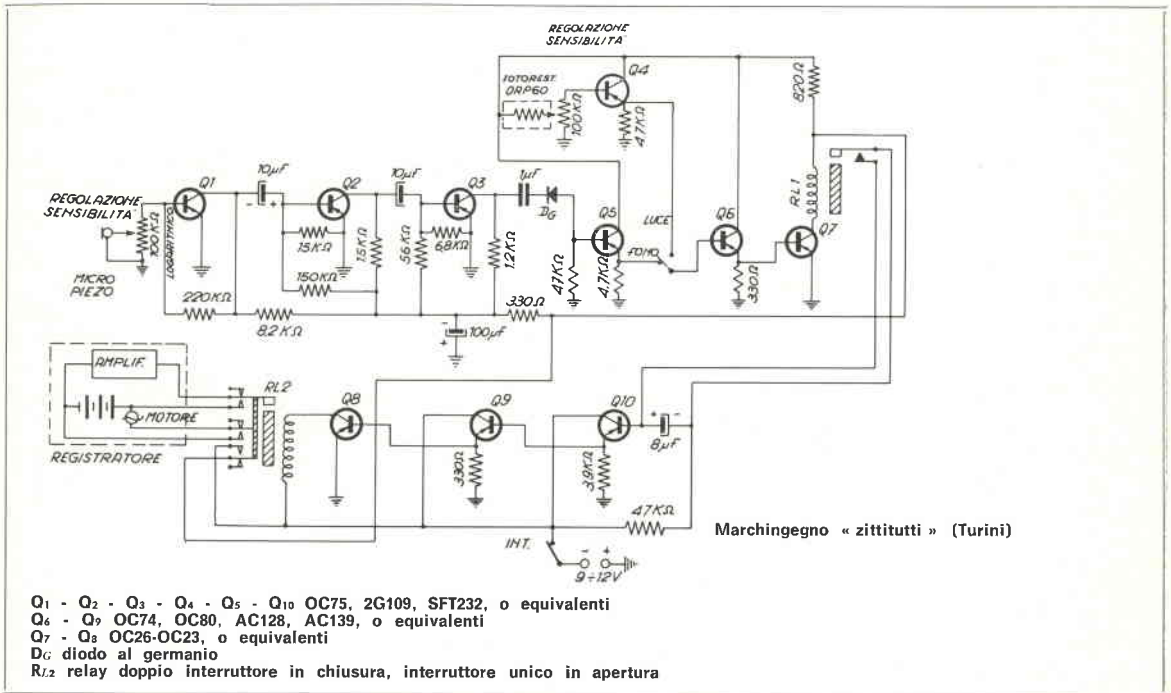 REGOLAZIONE
SENSIBILITA'
Q4
FOTOREST.
ORP60
100KΩ
4.7KΩ
820Ω
REGOLAZIONE
SENSIBILITA'
100KΩ
LOGARITMICO
MICRO
PIEZO
Q1
10µF
- +
Q2
10µF
Q3
1µF
DG
Q5
LUCE
FONO
Q6
RL1
Q7
15KΩ
150KΩ
1.5KΩ
56KΩ
6,8KΩ
1.2KΩ
47KΩ
4.7KΩ
330Ω
220KΩ
8.2KΩ
330Ω
-
+
100µF
AMPLIF.
MOTORE
REGISTRATORE
RL2
Q8
Q9
Q10
+ -
8µF
330Ω
3.9KΩ
47KΩ
INT.
- +
9÷12V
Marchingegno « zittitutti » (Turini)
Q1 - Q2 - Q3 - Q4 - Q5 - Q10 OC75, 2G109, SFT232, o equivalenti
Q6 - Q9 OC74, OC80, AC128, AC139, o equivalenti
Q7 - Q8 OC26-OC23, o equivalenti
DG diodo al germanio
RL2 relay doppio interruttore in chiusura, interruttore unico in apertura